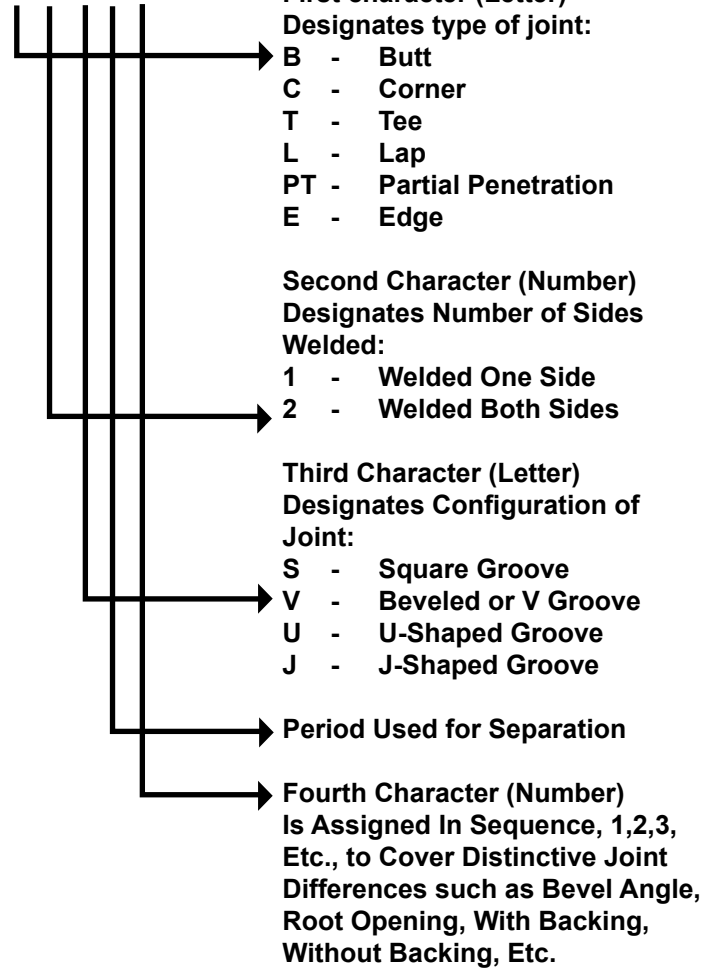 First character (Letter)
Designates type of joint:
B - Butt
C - Corner
T - Tee
L - Lap
PT - Partial Penetration
E - Edge
Second Character (Number)
Designates Number of Sides
Welded:
1 - Welded One Side
2 - Welded Both Sides
Third Character (Letter)
Designates Configuration of
Joint:
S - Square Groove
V - Beveled or V Groove
U - U-Shaped Groove
J - J-Shaped Groove
Period Used for Separation
Fourth Character (Number)
Is Assigned In Sequence, 1,2,3,
Etc., to Cover Distinctive Joint
Differences such as Bevel Angle,
Root Opening, With Backing,
Without Backing, Etc.